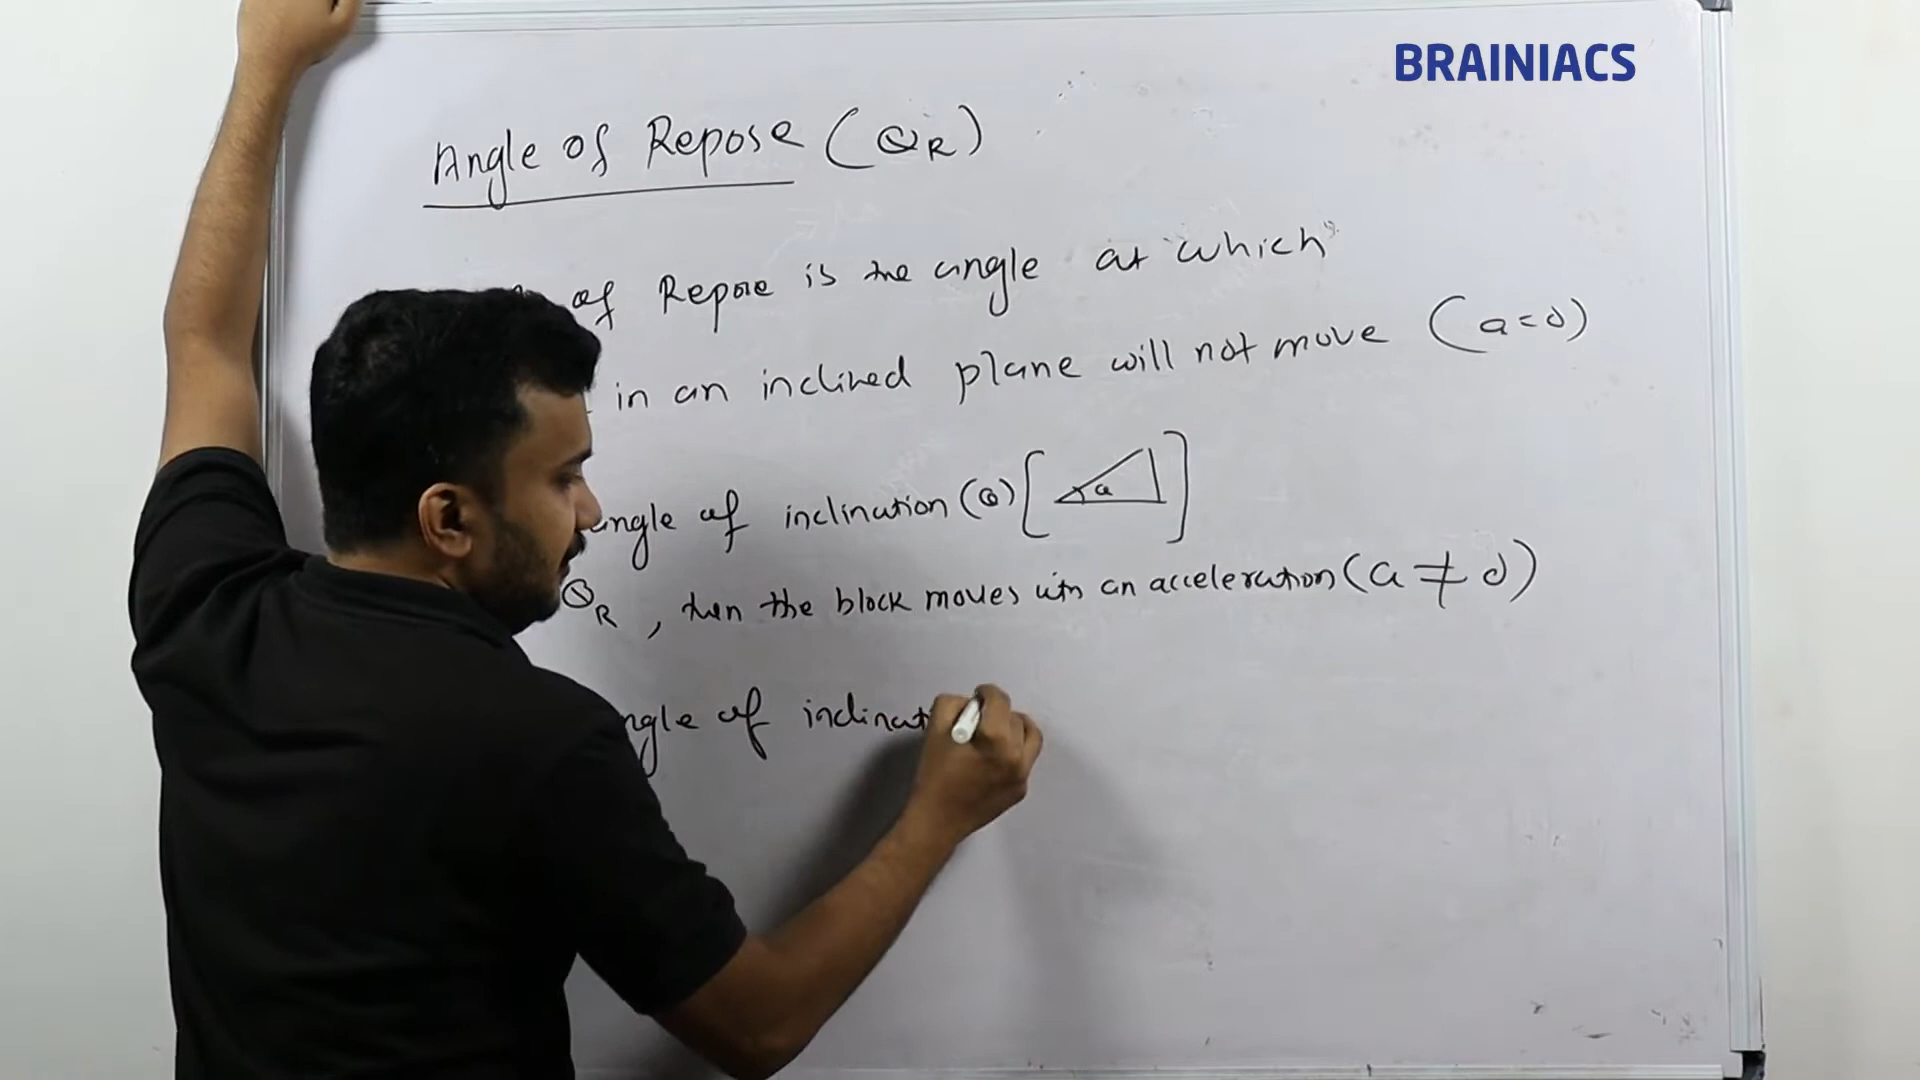 BRAINIACS
Angle of Repose (θR)
of Repose is the angle at which
in an inclined plane will not move (a=0)
angle of inclination (θ) [θ]
θR, then the block moves with an acceleration (a ≠ 0)
ngle of inclinati